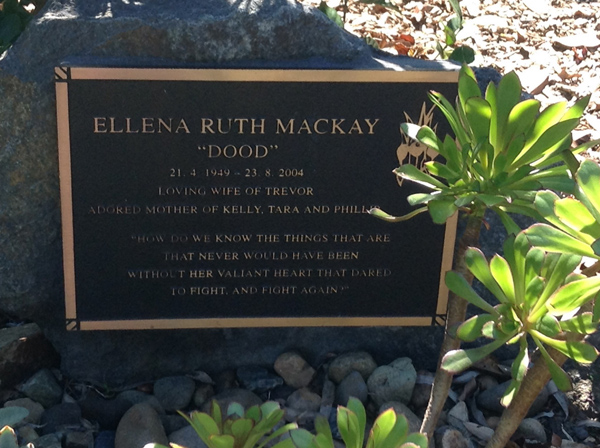 ELLENA RUTH MACKAY
"DOOD"
21. 4. 1949 - 23. 8. 2004
LOVING WIFE OF TREVOR
ADORED MOTHER OF KELLY, TARA AND
"HOW DO WE KNOW THE THINGS THAT ARE
THAT NEVER WOULD HAVE BEEN
WITHOUT HER VALIANT HEART THAT DARED
TO FIGHT, AND FIGHT AGAIN?"